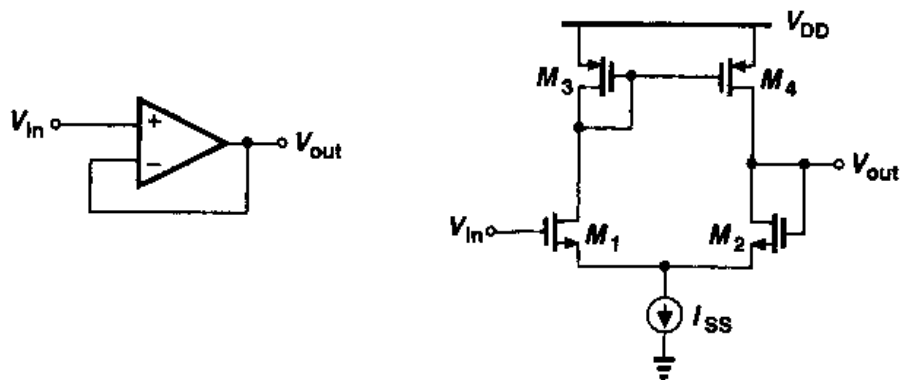 V_in
+
−
V_out
V_DD
M_3
M_4
V_out
V_in
M_1
M_2
I_SS